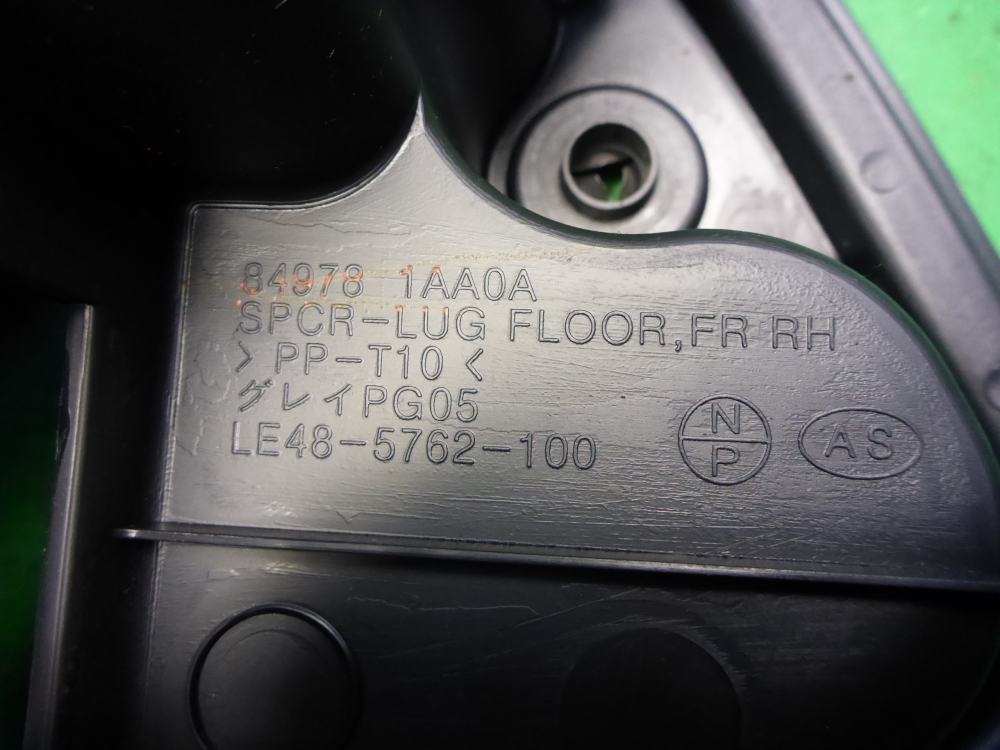 84978 1AA0A
SPCR-LUG FLOOR,FR RH
>PP-T10<
グレイPG05
LE48-5762-100
N
P
AS